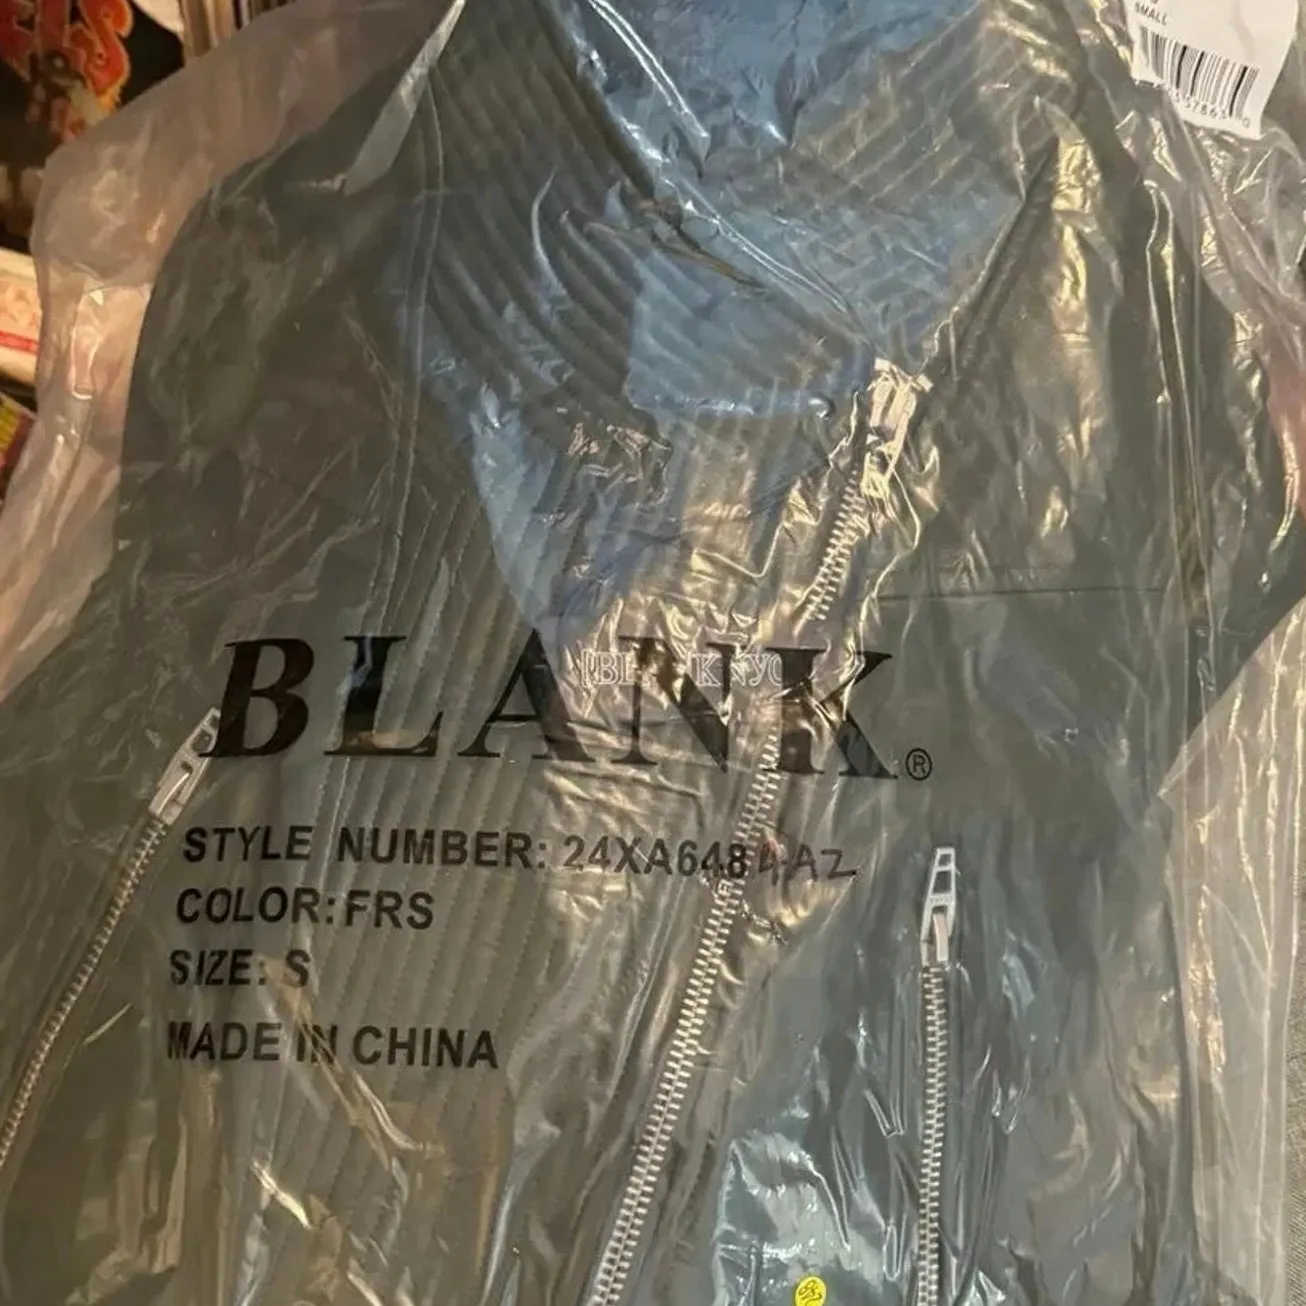 SMALL
BLANK®
[BLANKNYC
STYLE NUMBER: 24XA6484AZ
COLOR:FRS
SIZE: S
MADE IN CHINA